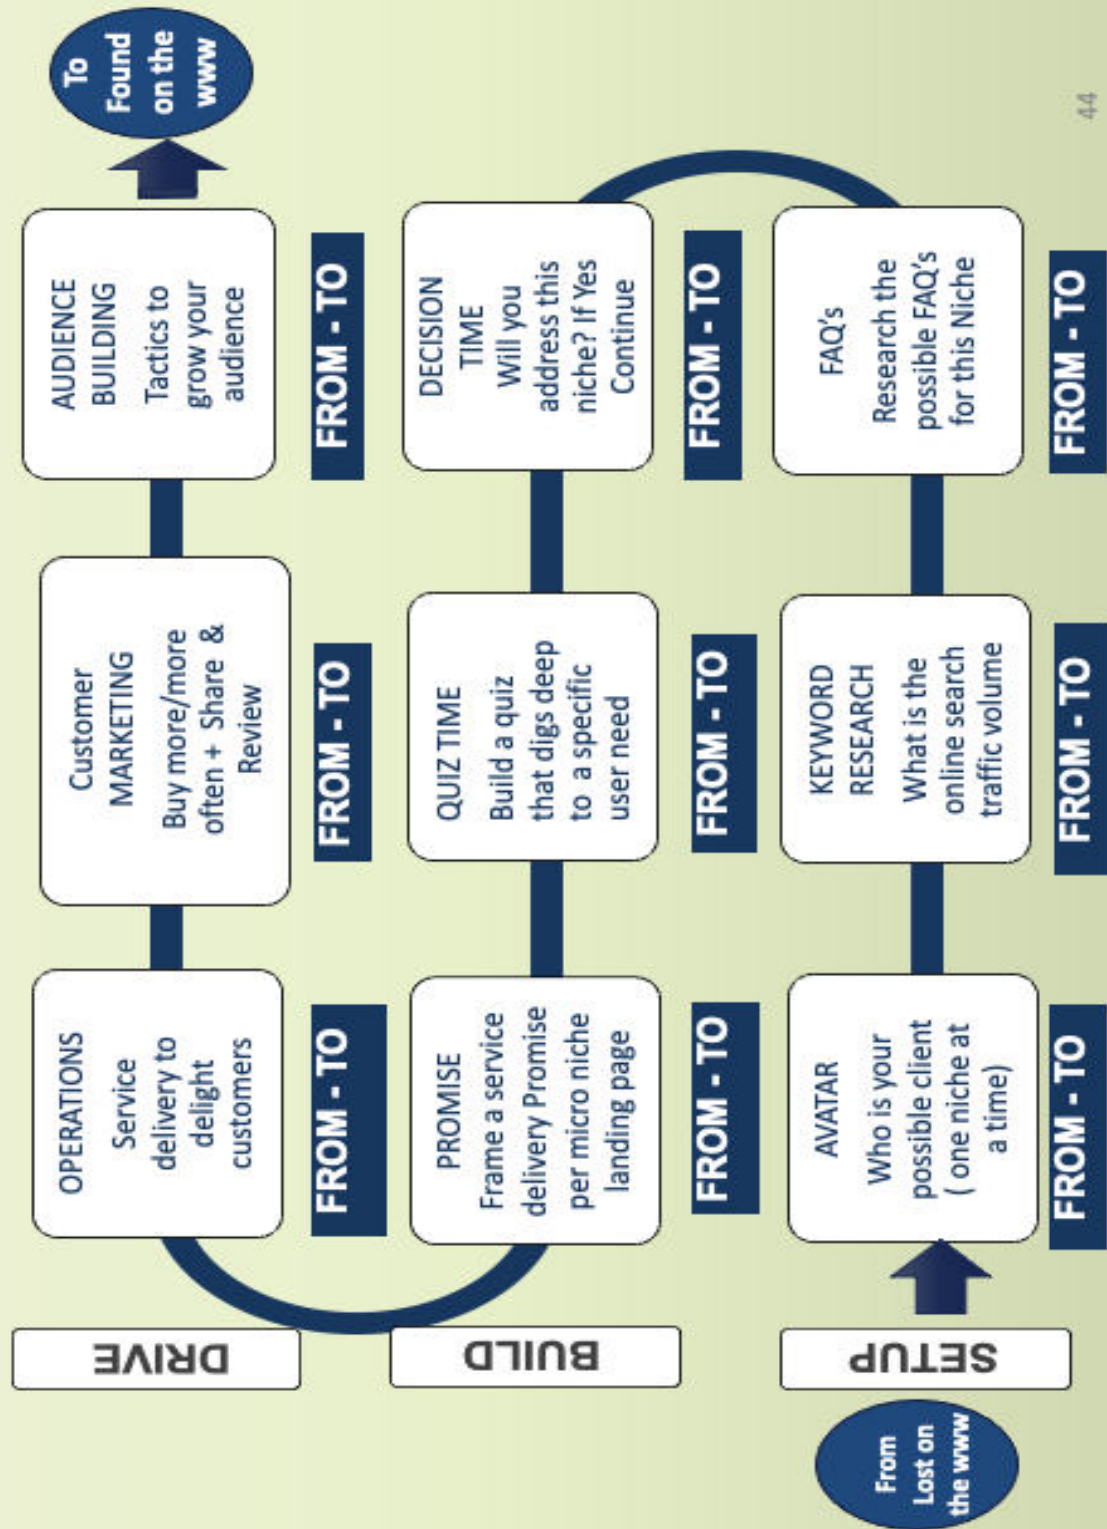 DRIVE
OPERATIONS
Service
delivery to
delight
customers
FROM - TO
Customer
MARKETING
Buy more/more
often + Share &
Review
FROM - TO
AUDIENCE
BUILDING
Tactics to
grow your
audience
FROM - TO
To
Found
on the
www
BUILD
PROMISE
Frame a service
delivery Promise
per micro niche
landing page
FROM - TO
QUIZ TIME
Build a quiz
that digs deep
to a specific
user need
FROM - TO
DECISION
TIME
Will you
address this
niche? If Yes
Continue
FROM - TO
From
Lost on
the www
SETUP
AVATAR
Who is your
possible client
( one niche at
a time)
FROM - TO
KEYWORD
RESEARCH
What is the
online search
traffic volume
FROM - TO
FAQ's
Research the
possible FAQ's
for this Niche
FROM - TO
44